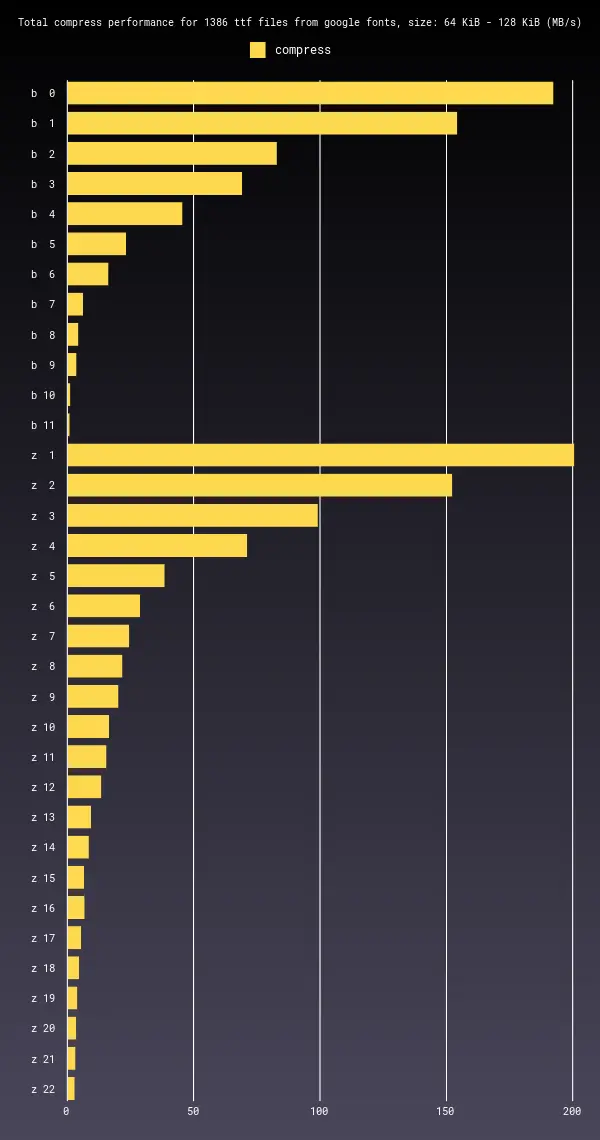 Total compress performance for 1386 ttf files from google fonts, size: 64 KiB - 128 KiB (MB/s)
compress
b 0
b 1
b 2
b 3
b 4
b 5
b 6
b 7
b 8
b 9
b 10
b 11
z 1
z 2
z 3
z 4
z 5
z 6
z 7
z 8
z 9
z 10
z 11
z 12
z 13
z 14
z 15
z 16
z 17
z 18
z 19
z 20
z 21
z 22
0 50 100 150 200